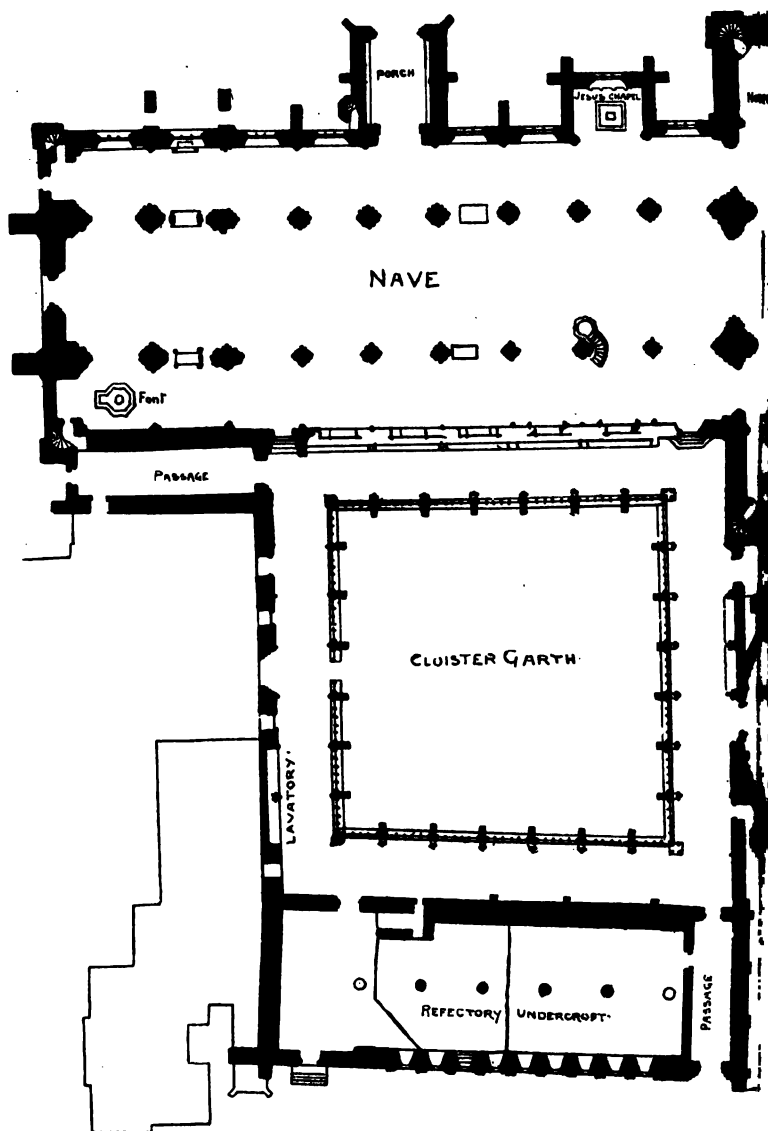 PORCH
JESUS CHAPEL
NAVE
Font
PASSAGE
CLOISTER GARTH
LAVATORY
REFECTORY UNDERCROFT
PASSAGE